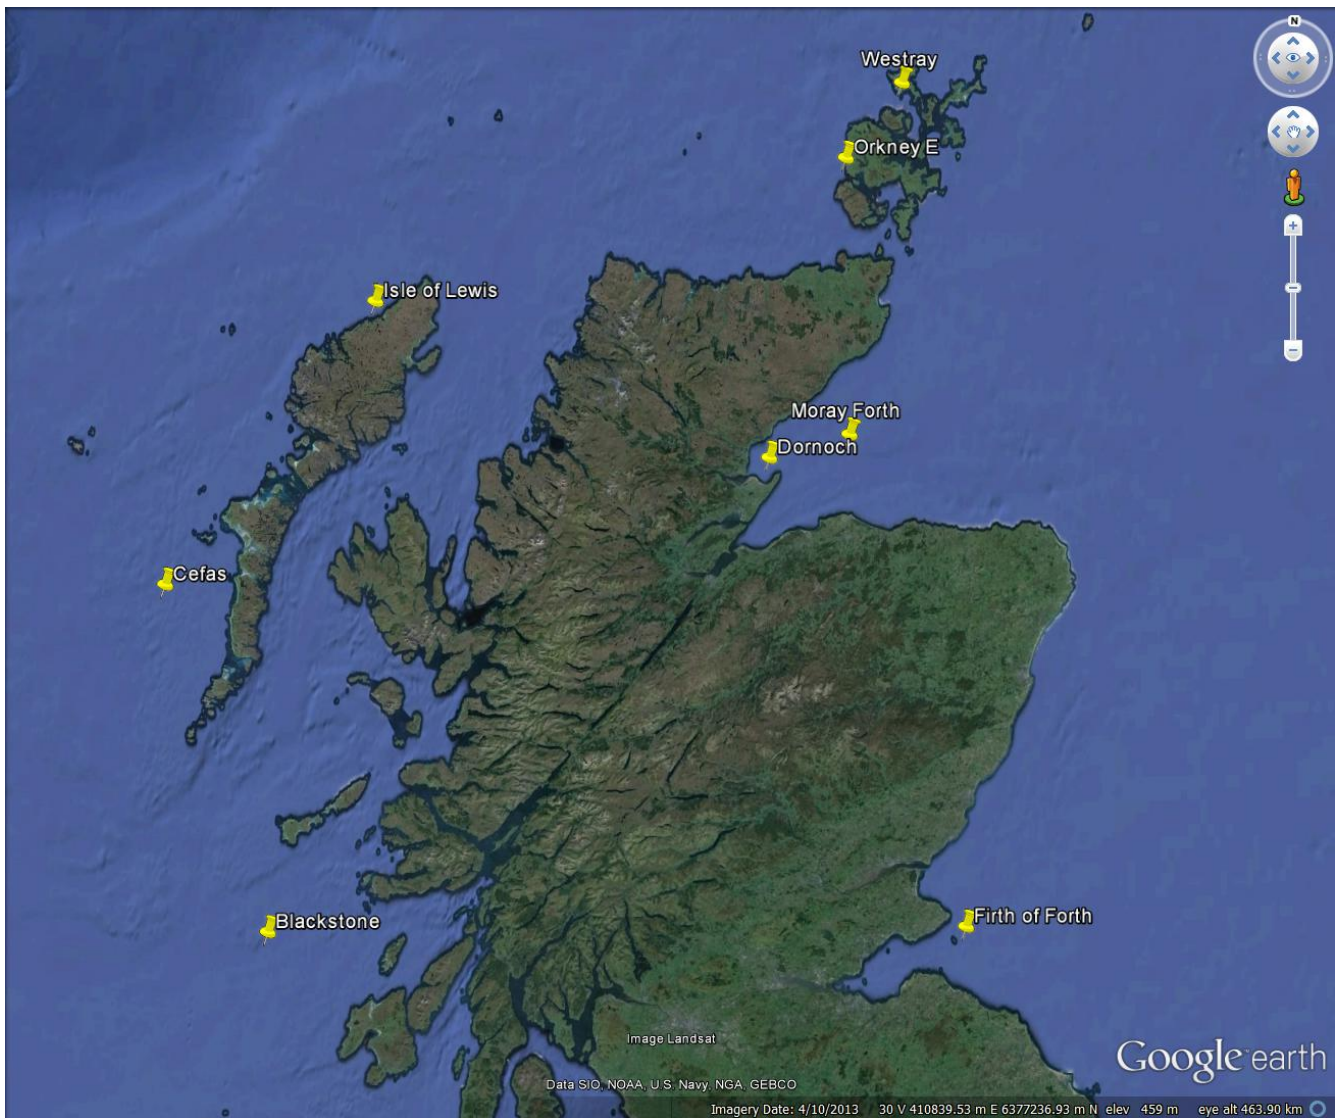 N
Westray
Orkney E
Isle of Lewis
Moray Forth
Dornoch
Cefas
Blackstone
Firth of Forth
Image Landsat
Google earth
Data SIO, NOAA, U.S. Navy, NGA, GEBCO
Imagery Date: 4/10/2013 30 V 410839.53 m E 6377236.93 m N elev 459 m eye alt 463.90 km